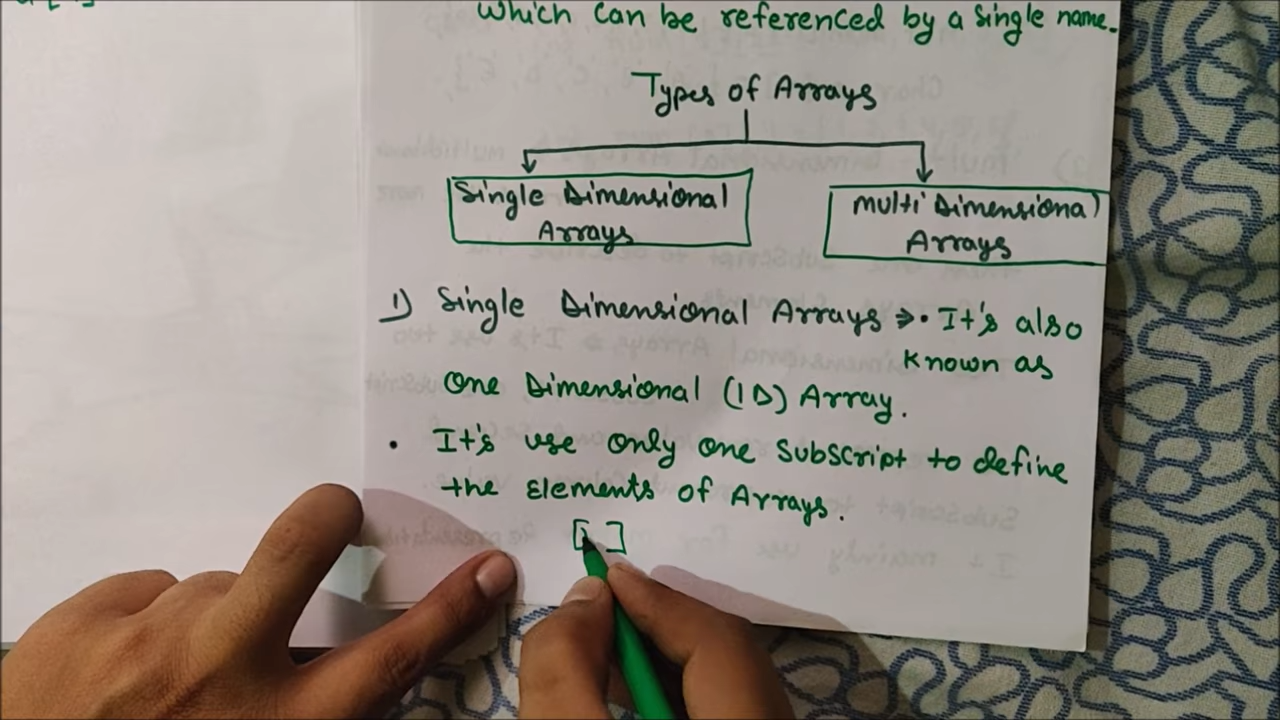 which can be referenced by a single name.
Types of Arrays
Single Dimensional
Arrays
Multi Dimensional
Arrays
1) Single Dimensional Arrays → • It's also
known as
One Dimensional (1D) Array.
• It's use only one Subscript to define
the Elements of Arrays.
[ ]